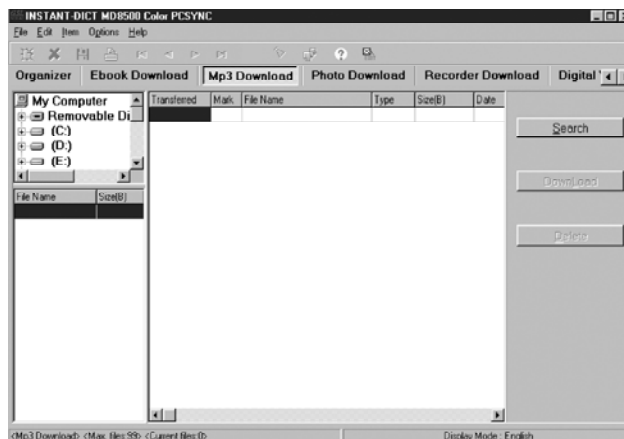 INSTANT-DICT MD8500 Color PCSYNC
File Edit Item Options Help
Organizer Ebook Download Mp3 Download Photo Download Recorder Download Digital
My Computer
Removable Di
(C:)
(D:)
(E:)
File Name Size(B)
Transferred Mark File Name Type Size(B) Date
Search
DownLoad
Delete
<Mp3 Download> <Max. files:99> <Current files:0> Display Mode : English